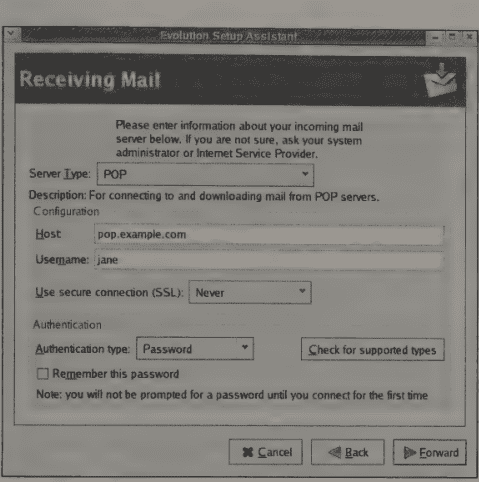 Evolution Setup Assistant
Receiving Mail
Please enter information about your incoming mail
server below. If you are not sure, ask your system
administrator or Internet Service Provider.
Server Type: POP
Description: For connecting to and downloading mail from POP servers.
Configuration
Host pop.example.com
Username: jane
Use secure connection (SSL): Never
Authentication
Authentication type: Password Check for supported types
Remember this password
Note: you will not be prompted for a password until you connect for the first time
Cancel Back Forward